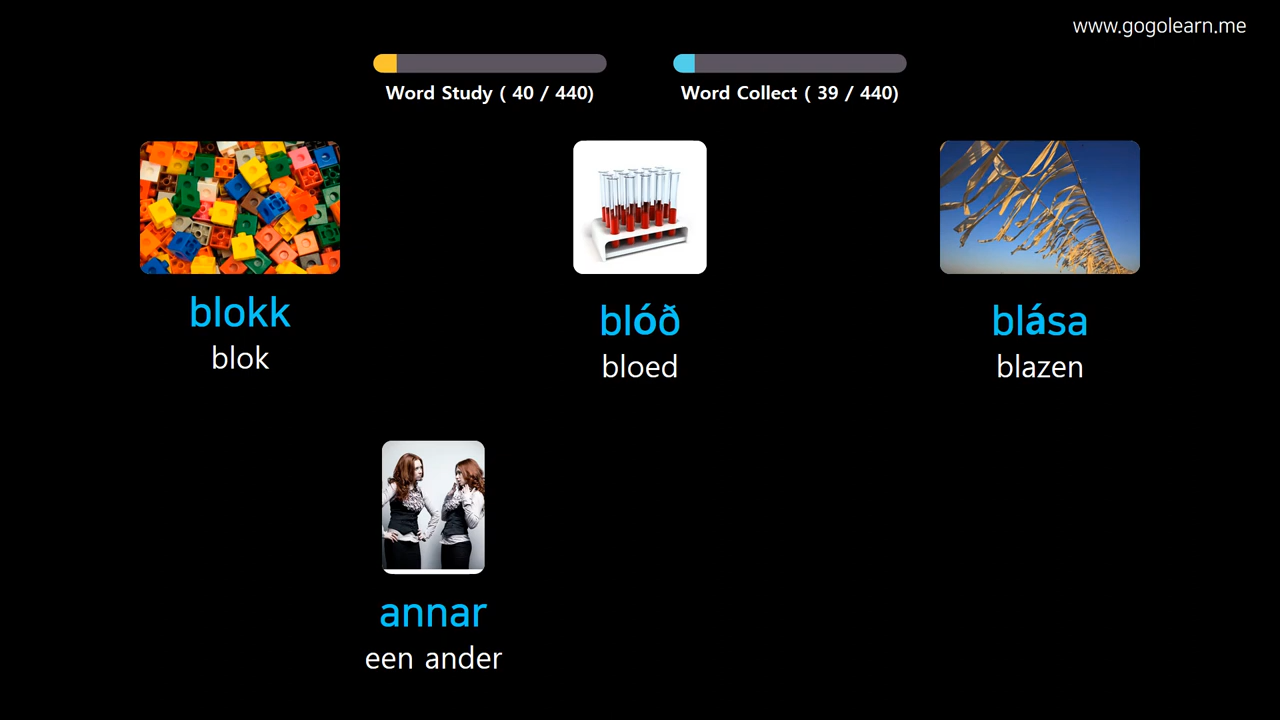 www.gogolearn.me
Word Study ( 40 / 440)
Word Collect ( 39 / 440)
blokk
blok
blóð
bloed
blása
blazen
annar
een ander